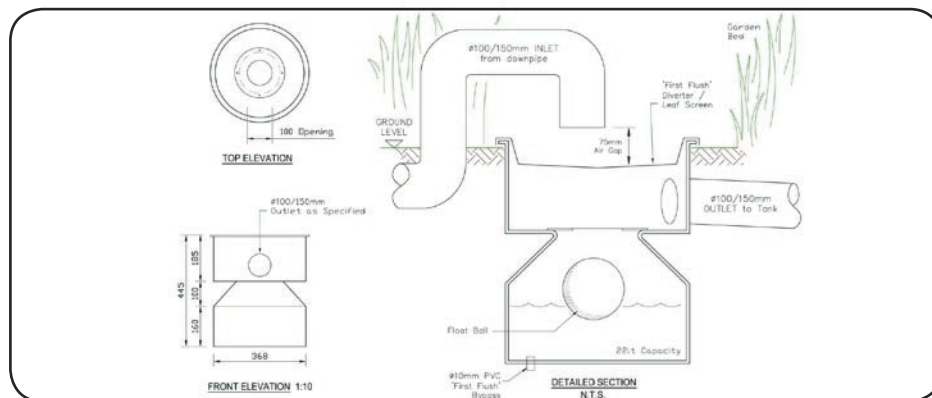 100 Opening
TOP ELEVATION
ø100/150mm
Outlet as Specified
445
185
100
160
368
FRONT ELEVATION 1:10
ø100/150mm INLET
from downpipe
Garden
Bed
'First Flush'
Diverter /
Leaf Screen
GROUND
LEVEL
75mm
Air Gap
ø100/150mm
OUTLET to Tank
Float Ball
22lt Capacity
ø10mm PVC
'First Flush'
Bypass
DETAILED SECTION
N.T.S.